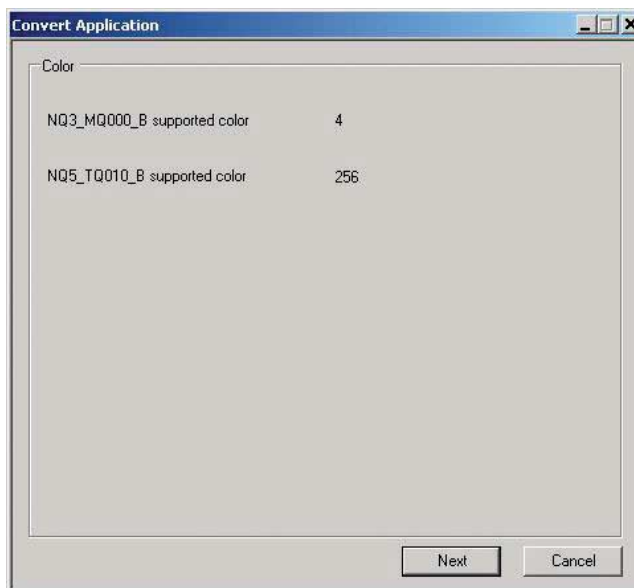 Convert Application
Color
NQ3_MQ000_B supported color 4
NQ5_TQ010_B supported color 256
Next Cancel